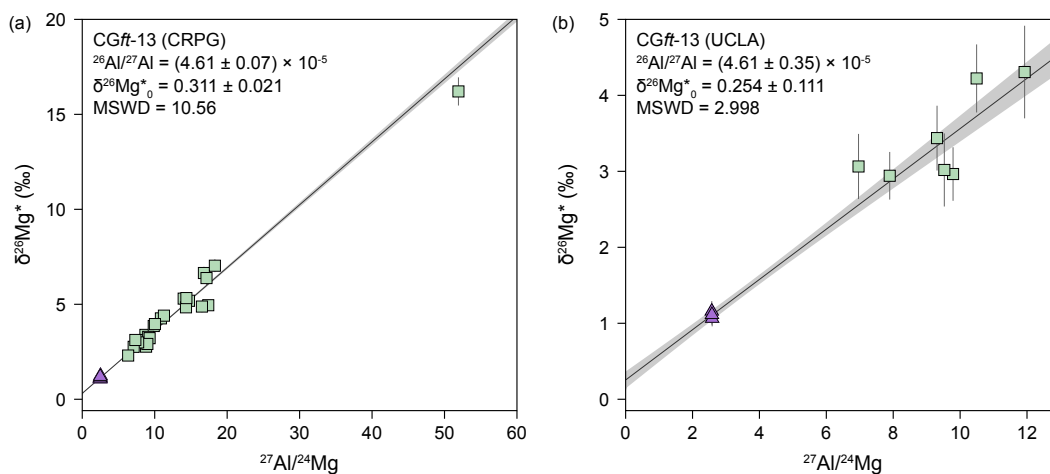 (a)
CGft-13 (CRPG)
²⁶Al/²⁷Al = (4.61 ± 0.07) × 10⁻⁵
δ²⁶Mg*₀ = 0.311 ± 0.021
MSWD = 10.56
20
15
10
5
0
δ²⁶Mg* (‰)
0 10 20 30 40 50 60
²⁷Al/²⁴Mg
(b)
CGft-13 (UCLA)
²⁶Al/²⁷Al = (4.61 ± 0.35) × 10⁻⁵
δ²⁶Mg*₀ = 0.254 ± 0.111
MSWD = 2.998
5
4
3
2
1
0
δ²⁶Mg* (‰)
0 2 4 6 8 10 12
²⁷Al/²⁴Mg